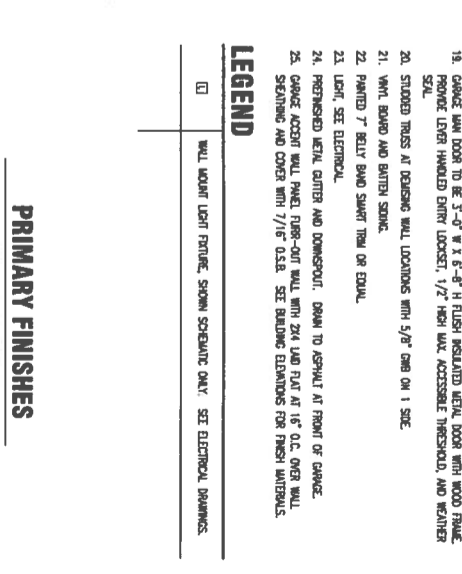 19. GARAGE MAN DOOR TO BE 3'-0" W X 6'-8" H FLUSH INSULATED METAL DOOR WITH WOOD FRAME.
PROVIDE LEVER HANDLED ENTRY LOCKSET, 1/2" HIGH MAX. ACCESSIBLE THRESHOLD, AND WEATHER
SEAL
20. STUDDED TRUSS AT DEMISING WALL LOCATIONS WITH 5/8" GWB ON 1 SIDE.
21. VINYL BOARD AND BATTEN SIDING.
22. PAINTED 7" BELLY BAND SMART TRIM OR EQUAL
23. LIGHT, SEE ELECTRICAL.
24. PREFINISHED METAL GUTTER AND DOWNSPOUT. DRAIN TO ASPHALT AT FRONT OF GARAGE.
25. GARAGE ACCENT WALL PANEL FURR-OUT WALL WITH 2X4 LAID FLAT AT 16" O.C. OVER WALL
SHEATHING AND COVER WITH 7/16" O.S.B. SEE BUILDING ELEVATIONS FOR FINISH MATERIALS.
LEGEND
L WALL MOUNT LIGHT FIXTURE, SHOWN SCHEMATIC ONLY. SEE ELECTRICAL DRAWINGS.
PRIMARY FINISHES